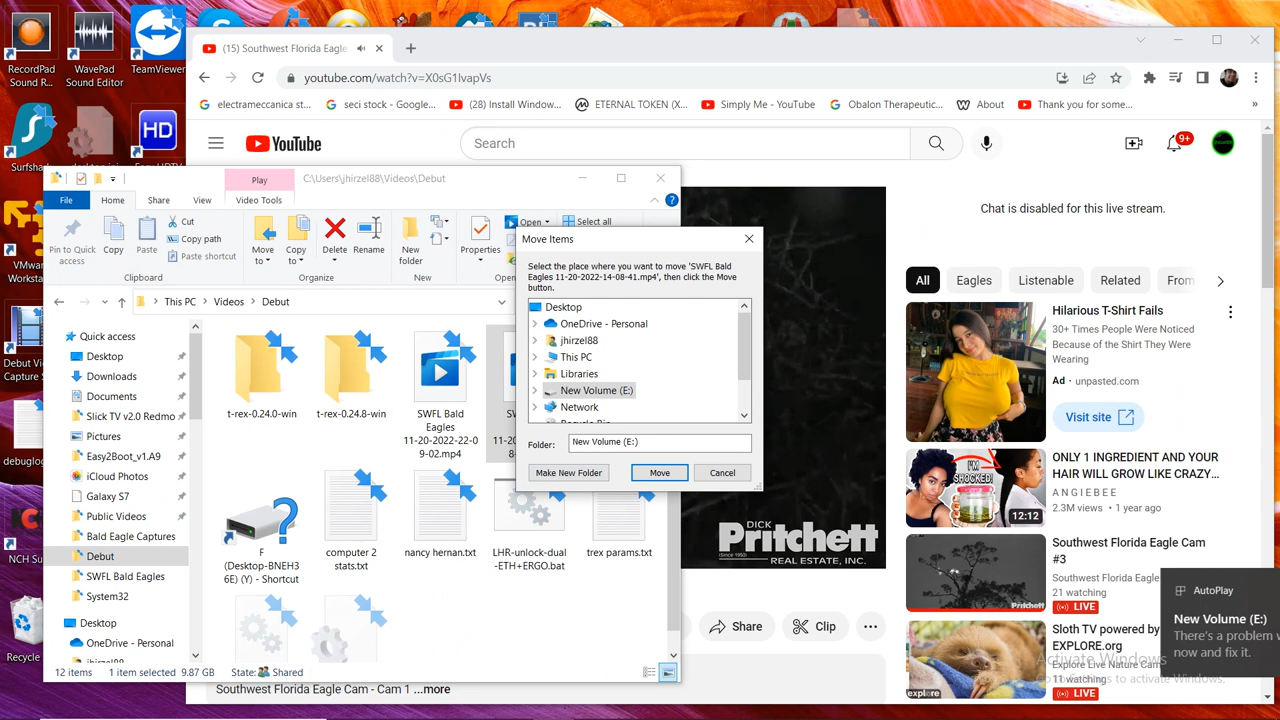 RecordPad
Sound R...
WavePad
Sound Editor
TeamViewer
Surfshark
desktop.ini
HD
VMware
Workstat...
Debut Vi
Capture S
debuglog
NCH Su
Recycle
(15) Southwest Florida Eagle
youtube.com/watch?v=X0sG1IvapVs
electrameccanica st...
seci stock - Google...
(28) Install Window...
ETERNAL TOKEN (X...
Simply Me - YouTube
Obalon Therapeutic...
About
Thank you for some...
»
YouTube
Search
9+
Play
C:\Users\jhirzel88\Videos\Debut
File
Home
Share
View
Video Tools
Pin to Quick
access
Copy
Paste
Cut
Copy path
Paste shortcut
Move
to
Copy
to
Delete
Rename
New
folder
Properties
Open
Select all
Clipboard
Organize
New
This PC
Videos
Debut
Quick access
Desktop
Downloads
Documents
Slick TV v2.0 Redmo
Pictures
Easy2Boot_v1.A9
iCloud Photos
Galaxy S7
Public Videos
Bald Eagle Captures
Debut
SWFL Bald Eagles
System32
Desktop
OneDrive - Personal
jhirzel88
t-rex-0.24.0-win
t-rex-0.24.8-win
SWFL Bald
Eagles
11-20-2022-22-0
9-02.mp4
F
(Desktop-BNEH3
6E) (Y) - Shortcut
computer 2
stats.txt
nancy hernan.txt
LHR-unlock-dual
-ETH+ERGO.bat
trex params.txt
12 items
1 item selected 9.87 GB
State:
Shared
Move Items
Select the place where you want to move 'SWFL Bald
Eagles 11-20-2022-14-08-41.mp4', then click the Move
button.
Desktop
OneDrive - Personal
jhirzel88
This PC
Libraries
New Volume (E:)
Network
Recycle Bin
Folder:
New Volume (E:)
Make New Folder
Move
Cancel
DICK
Pritchett
(Since 1950)
REAL ESTATE, INC.
Share
Clip
Southwest Florida Eagle Cam - Cam 1 ...more
Chat is disabled for this live stream.
All
Eagles
Listenable
Related
From
Hilarious T-Shirt Fails
30+ Times People Were Noticed
Because of the Shirt They Were
Wearing
Ad · unpasted.com
Visit site
I'M
SHOCKED!
12:12
ONLY 1 INGREDIENT AND YOUR
HAIR WILL GROW LIKE CRAZY...
A N G I E B E E
2.3M views • 1 year ago
Pritchett
Southwest Florida Eagle Cam
#3
Southwest Florida Eagle
21 watching
LIVE
explore
Sloth TV powered by
EXPLORE.org
Explore Live Nature Cam
11 watching
LIVE
AutoPlay
New Volume (E:)
There's a problem w
now and fix it.
Activate Windows
Go to Settings to activate Windows.